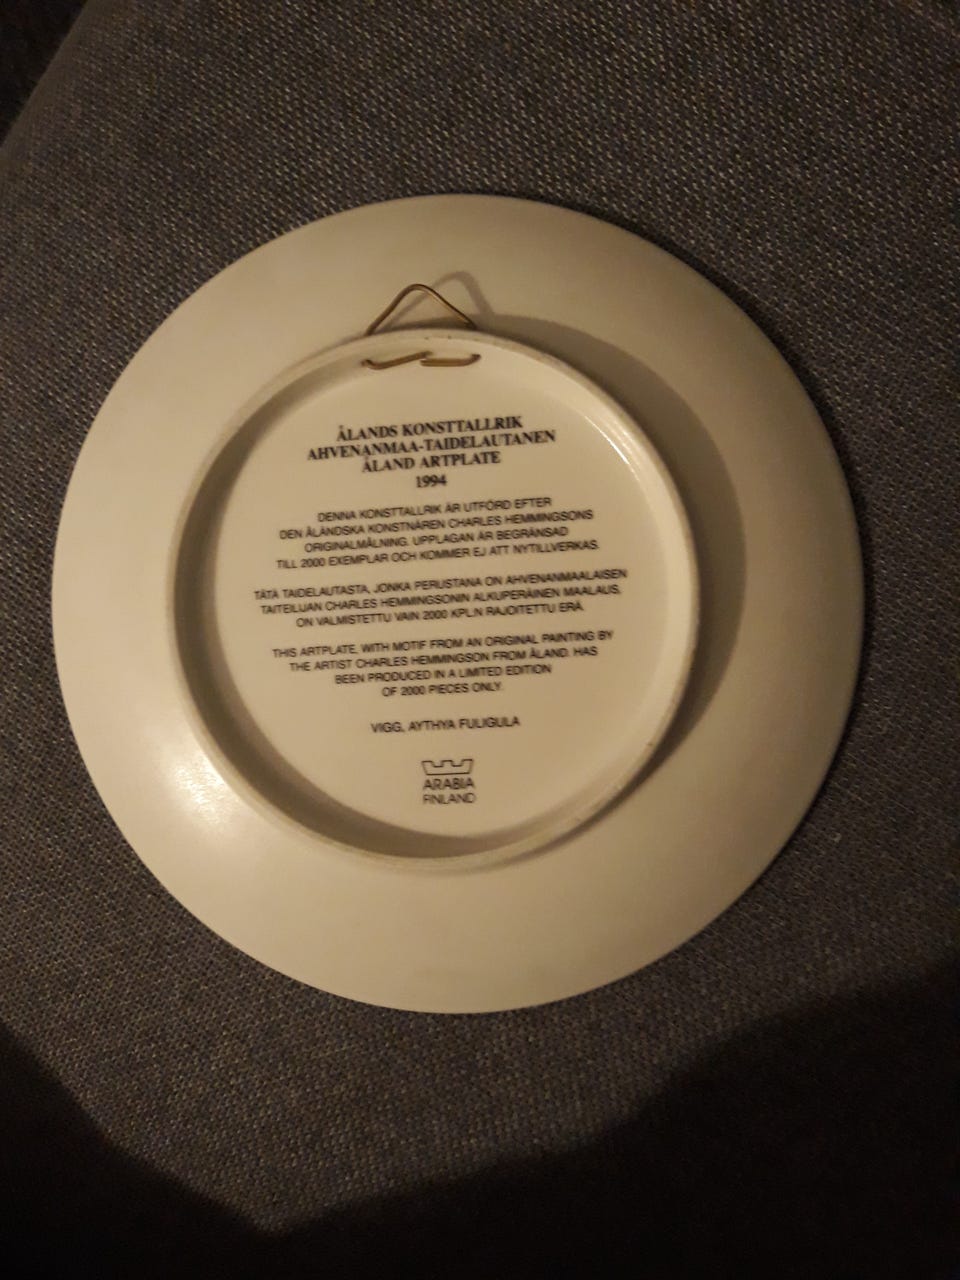 ÅLANDS KONSTTALLRIK
AHVENANMAA-TAIDELAUTANEN
ÅLAND ARTPLATE
1994
DENNA KONSTTALLRIK ÄR UTFÖRD EFTER
DEN ÅLÄNDSKA KONSTNÄREN CHARLES HEMMINGSONS
ORIGINALMÅLNING. UPPLAGAN ÄR BEGRÄNSAD
TILL 2000 EXEMPLAR OCH KOMMER EJ ATT NYTILLVERKAS.
TÄTÄ TAIDELAUTASTA, JONKA PERUSTANA ON AHVENANMAALAISEN
TAITEILIJAN CHARLES HEMMINGSONIN ALKUPERÄINEN MAALAUS,
ON VALMISTETTU VAIN 2000 KPL:N RAJOITETTU ERÄ.
THIS ARTPLATE, WITH MOTIF FROM AN ORIGINAL PAINTING BY
THE ARTIST CHARLES HEMMINGSON FROM ÅLAND. HAS
BEEN PRODUCED IN A LIMITED EDITION
OF 2000 PIECES ONLY.
VIGG, AYTHYA FULIGULA
ARABIA
FINLAND